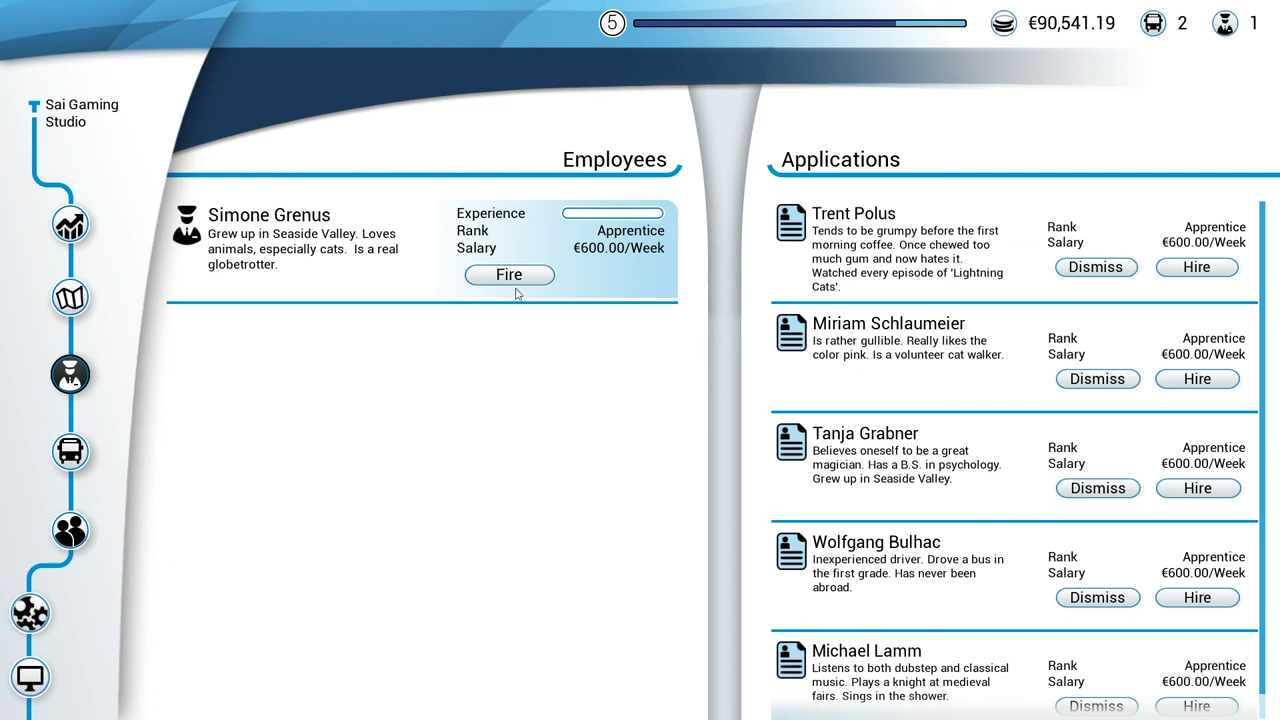 5
€90,541.19
2
1
Sai Gaming
Studio
Employees
Simone Grenus
Grew up in Seaside Valley. Loves
animals, especially cats. Is a real
globetrotter.
Experience
Rank Apprentice
Salary €600.00/Week
Fire
Applications
Trent Polus
Tends to be grumpy before the first
morning coffee. Once chewed too
much gum and now hates it.
Watched every episode of 'Lightning
Cats'.
Rank Apprentice
Salary €600.00/Week
Dismiss Hire
Miriam Schlaumeier
Is rather gullible. Really likes the
color pink. Is a volunteer cat walker.
Rank Apprentice
Salary €600.00/Week
Dismiss Hire
Tanja Grabner
Believes oneself to be a great
magician. Has a B.S. in psychology.
Grew up in Seaside Valley.
Rank Apprentice
Salary €600.00/Week
Dismiss Hire
Wolfgang Bulhac
Inexperienced driver. Drove a bus in
the first grade. Has never been
abroad.
Rank Apprentice
Salary €600.00/Week
Dismiss Hire
Michael Lamm
Listens to both dubstep and classical
music. Plays a knight at medieval
fairs. Sings in the shower.
Rank Apprentice
Salary €600.00/Week
Dismiss Hire